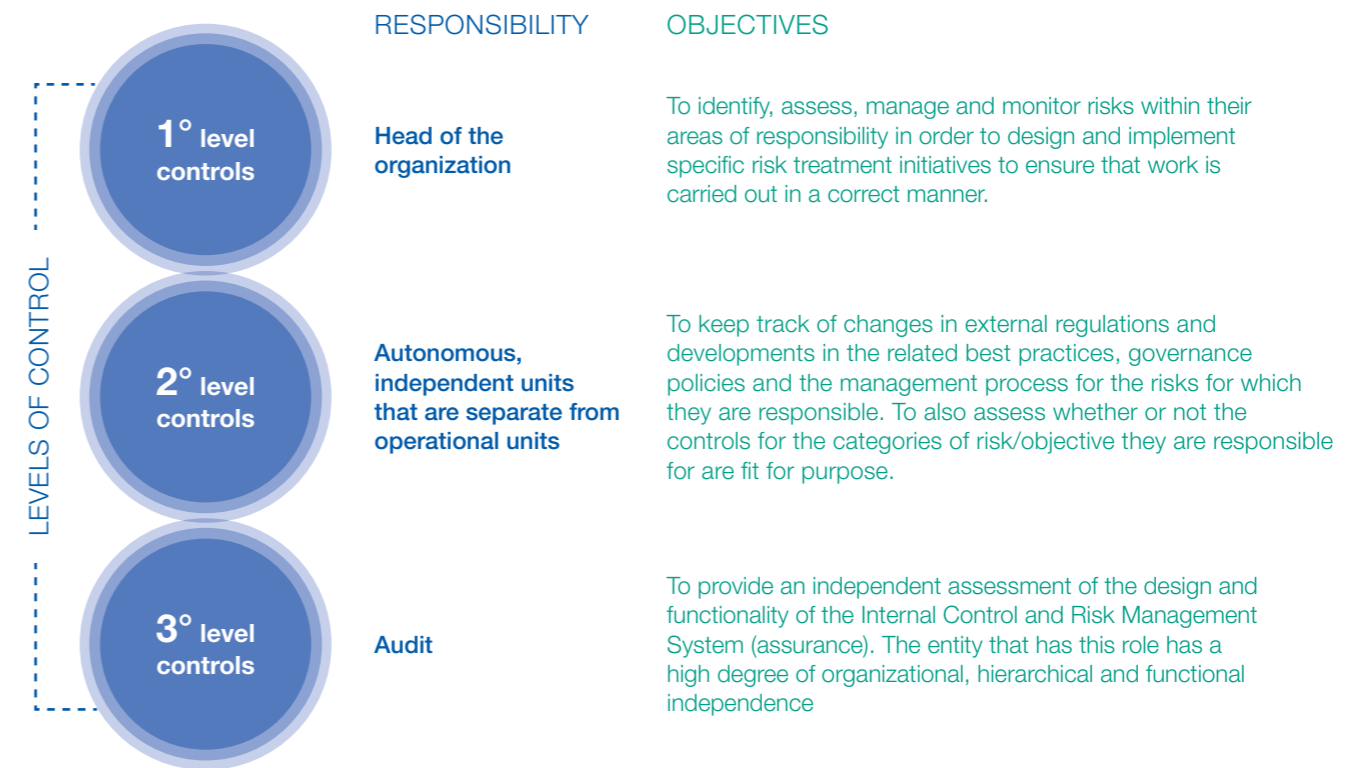 RESPONSIBILITY
OBJECTIVES
LEVELS OF CONTROL
1° level
controls
Head of the
organization
To identify, assess, manage and monitor risks within their
areas of responsibility in order to design and implement
specific risk treatment initiatives to ensure that work is
carried out in a correct manner.
2° level
controls
Autonomous,
independent units
that are separate from
operational units
To keep track of changes in external regulations and
developments in the related best practices, governance
policies and the management process for the risks for which
they are responsible. To also assess whether or not the
controls for the categories of risk/objective they are responsible
for are fit for purpose.
3° level
controls
Audit
To provide an independent assessment of the design and
functionality of the Internal Control and Risk Management
System (assurance). The entity that has this role has a
high degree of organizational, hierarchical and functional
independence